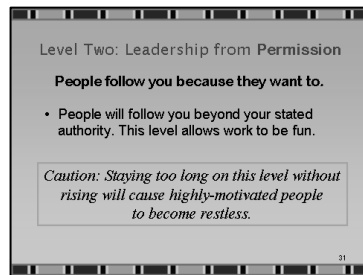 Level Two: Leadership from Permission
People follow you because they want to.
• People will follow you beyond your stated
authority. This level allows work to be fun.
Caution: Staying too long on this level without
rising will cause highly-motivated people
to become restless.
31